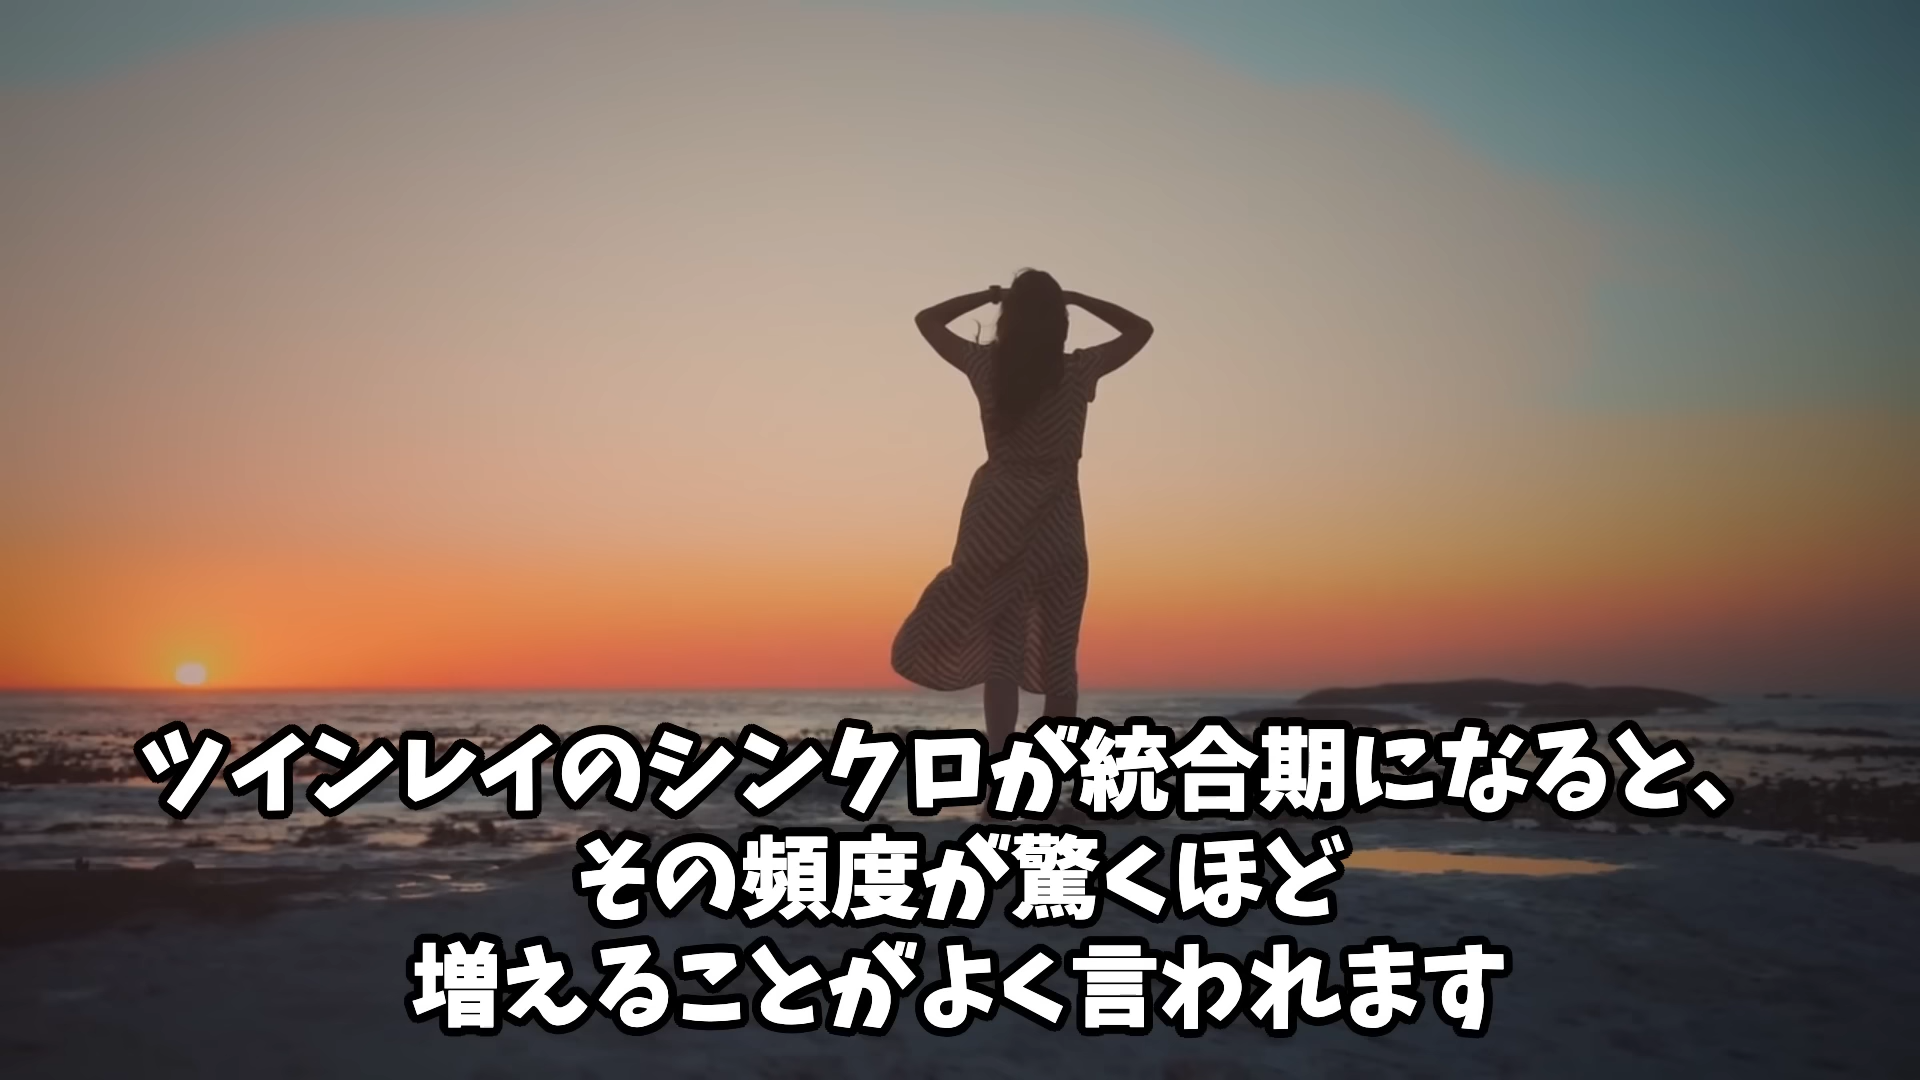 ツインレイのシンクロが統合期になると、
その頻度が驚くほど
増えることがよく言われます